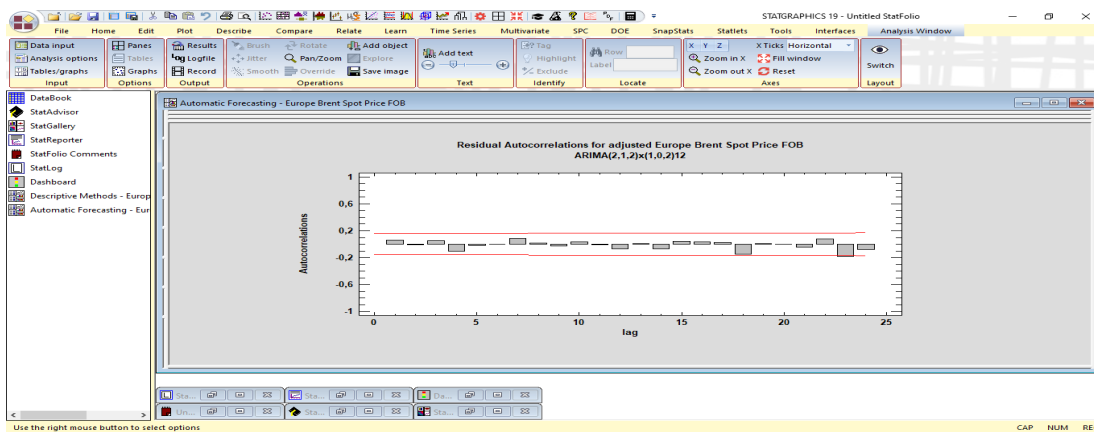 STATGRAPHICS 19 - Untitled StatFolio
File Home Edit Plot Describe Compare Relate Learn Time Series Multivariate SPC DOE SnapStats Statlets Tools Interfaces Analysis Window
Data input Panes Results Brush Rotate Add object Add text Tag Row X Y Z X Ticks Horizontal
Analysis options Tables Logfile Jitter Pan/Zoom Explore Highlight Label Zoom in X Fill window Switch
Tables/graphs Graphs Record Smooth Override Save image Exclude Zoom out X Reset
Input Options Output Operations Text Identify Locate Axes Layout
DataBook
StatAdvisor
StatGallery
StatReporter
StatFolio Comments
StatLog
Dashboard
Descriptive Methods - Europ
Automatic Forecasting - Eur
Automatic Forecasting - Europe Brent Spot Price FOB
Residual Autocorrelations for adjusted Europe Brent Spot Price FOB
ARIMA(2,1,2)x(1,0,2)12
Autocorrelations
1
0,6
0,2
-0,2
-0,6
-1
0 5 10 15 20 25
lag
Sta... Sta... Da...
Un... Sta... Sta...
Use the right mouse button to select options
CAP NUM RE